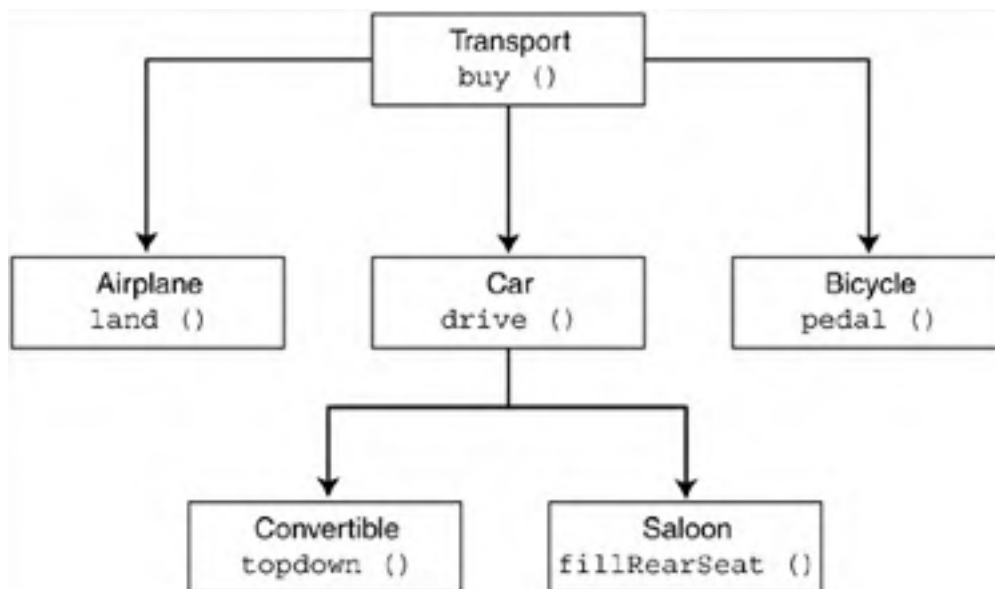 Transport
buy ()
Airplane
land ()
Car
drive ()
Bicycle
pedal ()
Convertible
topdown ()
Saloon
fillRearSeat ()